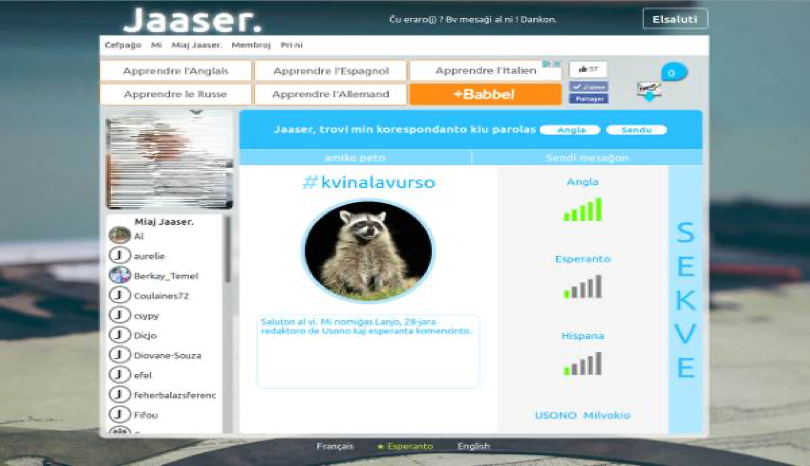 Jaaser.
Ĉu eraro(j) ? Bv mesaĝi al ni ! Dankon.
Elsaluti
Ĉefpaĝo Mi Miaj Jaaser. Membroj Pri ni
Apprendre l'Anglais
Apprendre l'Espagnol
Apprendre l'Italien
57
0
Apprendre le Russe
Apprendre l'Allemand
+Babbel
J'aime
Partager
Jaaser, trovi min korespondanto kiu parolas Angla Sendu
amiko peto
Sendi mesaĝon
#kvinalavurso
Saluton al vi. Mi nomiĝas Lanjo, 28-jara
redaktoro de Usono kaj esperanta komencinto.
Angla
Esperanto
Hispana
USONO Milvokio
SEKVE
Miaj Jaaser.
Al
J aurelie
Berkay_Temel
J Coulaines72
J csypy
J Dicjo
J Diovane-Souza
J efel
J feherbalazsferenc
J Fifou
Français Esperanto English